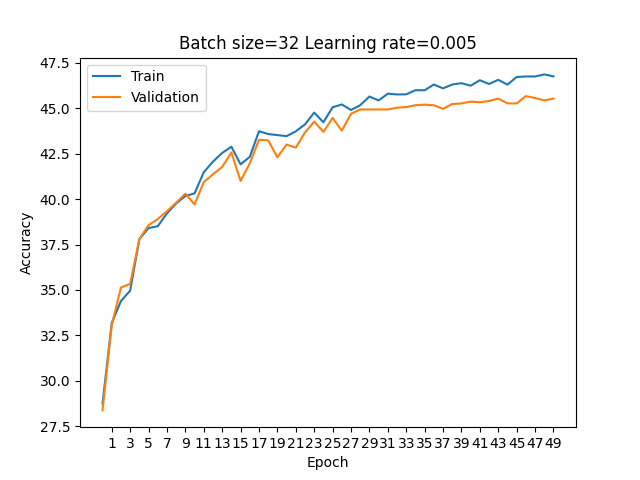 Batch size=32 Learning rate=0.005
Train
Validation
47.5
45.0
42.5
40.0
37.5
35.0
32.5
30.0
27.5
Accuracy
1 3 5 7 9 11 13 15 17 19 21 23 25 27 29 31 33 35 37 39 41 43 45 47 49
Epoch